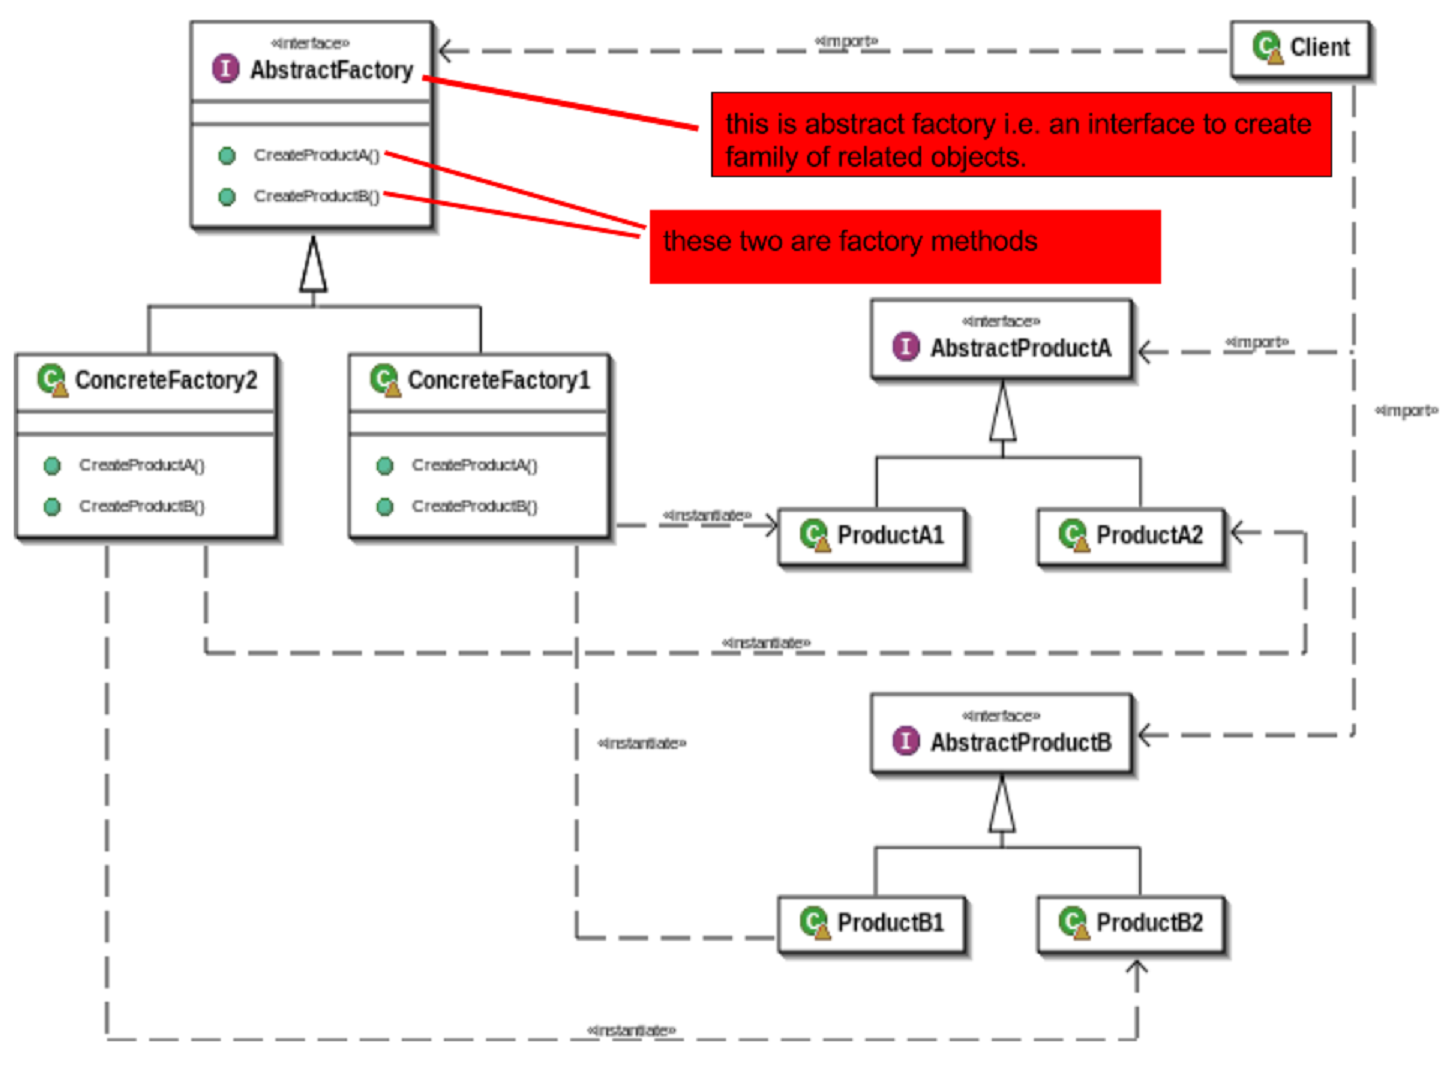 «interface»
AbstractFactory
CreateProductA()
CreateProductB()
«import»
Client
this is abstract factory i.e. an interface to create
family of related objects.
these two are factory methods
«interface»
AbstractProductA
«import»
«import»
ConcreteFactory2
CreateProductA()
CreateProductB()
ConcreteFactory1
CreateProductA()
CreateProductB()
«instantiate»
ProductA1
ProductA2
«instantiate»
«instantiate»
«interface»
AbstractProductB
ProductB1
ProductB2
«instantiate»